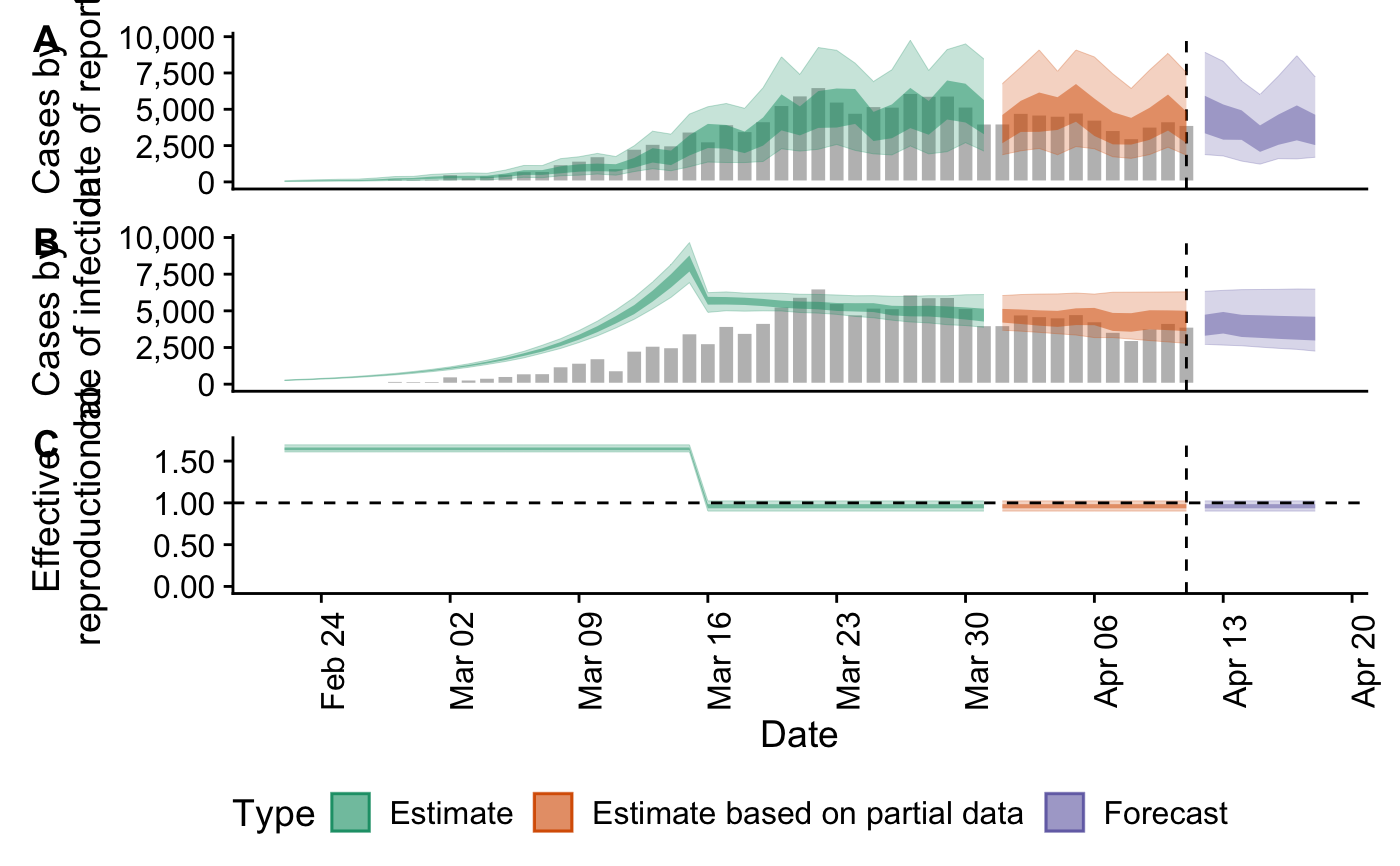 A
Cases by
date of report
10,000
7,500
5,000
2,500
0
B
Cases by
of
10,000
7,500
5,000
2,500
0
C
Effective
reproduction
1.50
1.00
0.50
0.00
Feb 24
Mar 02
Mar 09
Mar 16
Mar 23
Mar 30
Apr 06
Apr 13
Apr 20
Date
Type
Estimate
Estimate based on partial data
Forecast